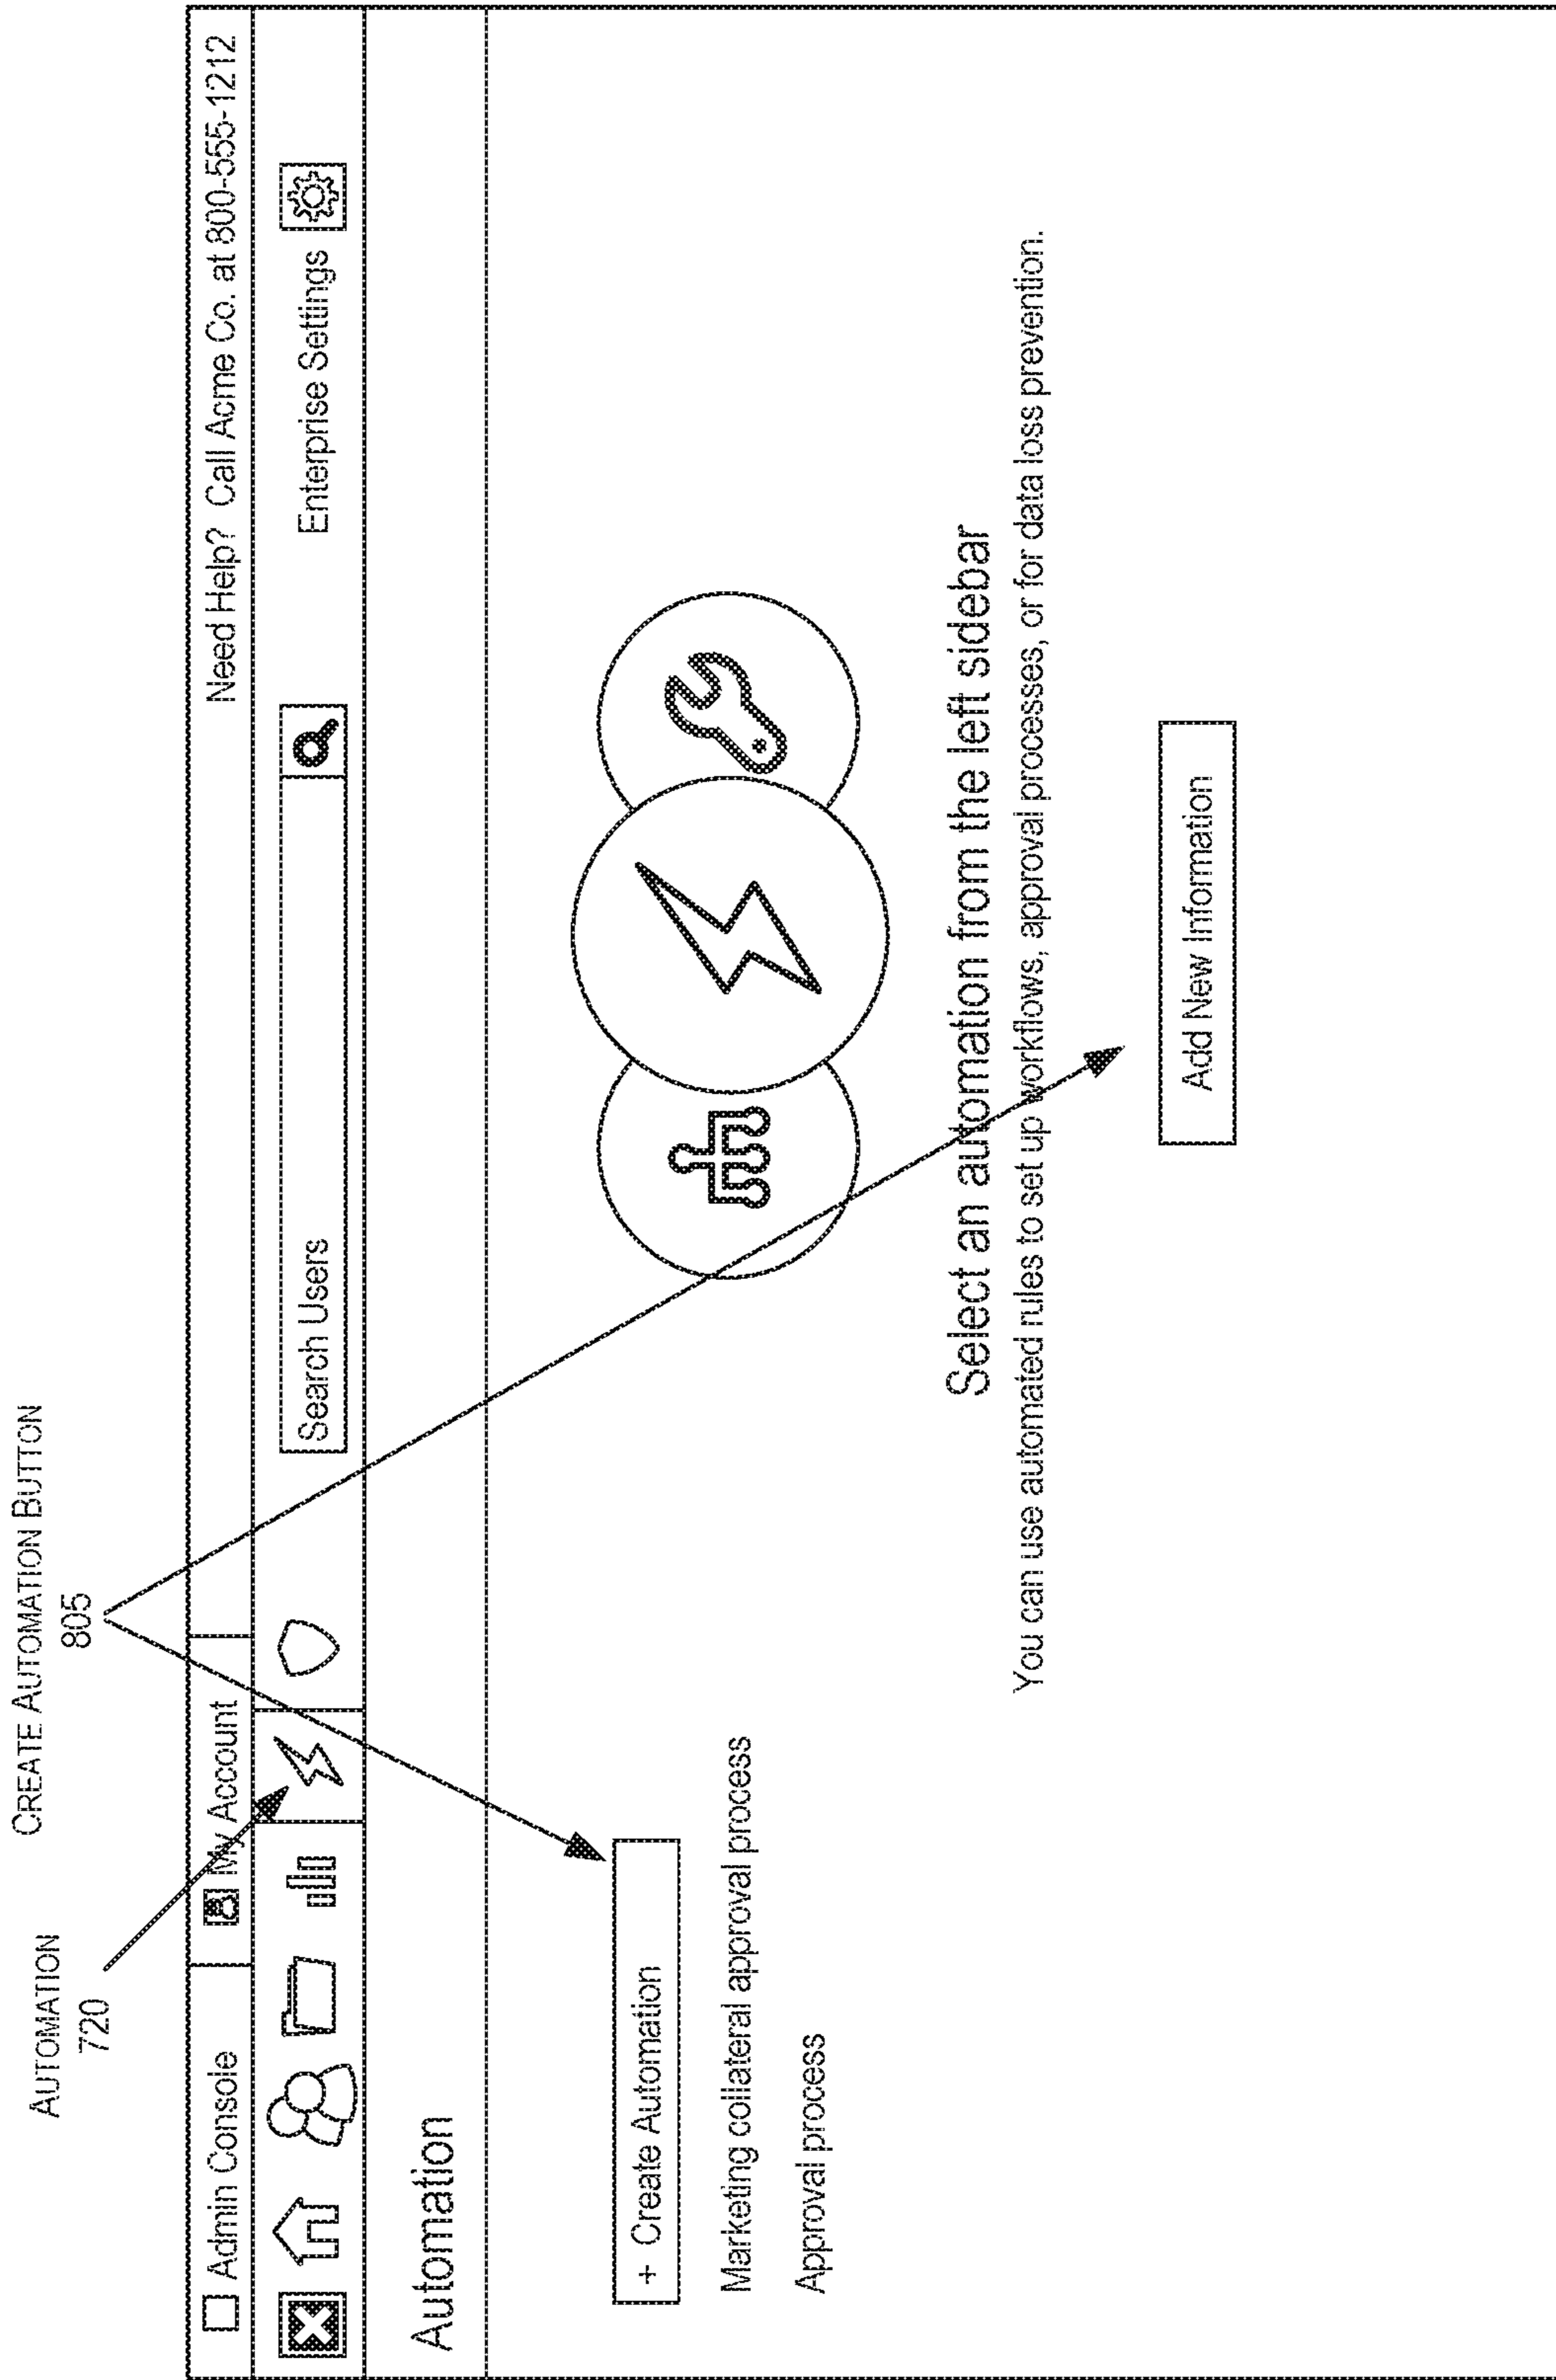 CREATE AUTOMATION BUTTON
805
AUTOMATION
720
Admin Console
My Account
Need Help? Call Acme Co. at 800-555-1212
Search Users
Enterprise Settings
Automation
+ Create Automation
Marketing collateral approval process
Approval process
Select an automation from the left sidebar
You can use automated rules to set up workflows, approval processes, or for data loss prevention.
Add New Information